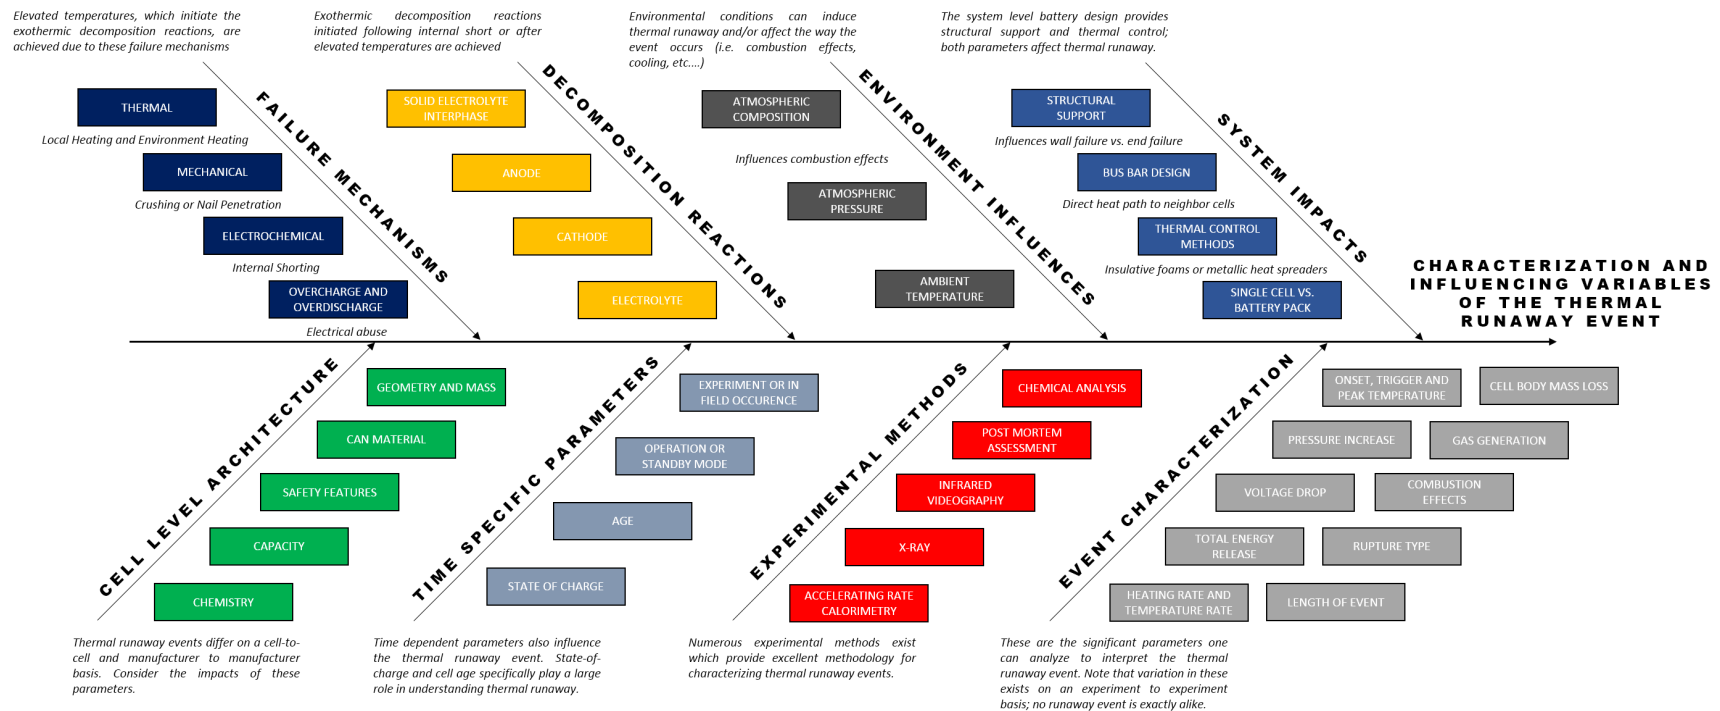 Elevated temperatures, which initiate the
exothermic decomposition reactions, are
achieved due to these failure mechanisms
THERMAL
Local Heating and Environment Heating
MECHANICAL
Crushing or Nail Penetration
ELECTROCHEMICAL
Internal Shorting
OVERCHARGE AND
OVERDISCHARGE
Electrical abuse
FAILURE MECHANISMS
Exothermic decomposition reactions
initiated following internal short or after
elevated temperatures are achieved
SOLID ELECTROLYTE
INTERPHASE
ANODE
CATHODE
ELECTROLYTE
DECOMPOSITION REACTIONS
Environmental conditions can induce
thermal runaway and/or affect the way the
event occurs (i.e. combustion effects,
cooling, etc....)
ATMOSPHERIC
COMPOSITION
Influences combustion effects
ATMOSPHERIC
PRESSURE
AMBIENT
TEMPERATURE
ENVIRONMENT INFLUENCES
The system level battery design provides
structural support and thermal control;
both parameters affect thermal runaway.
STRUCTURAL
SUPPORT
Influences wall failure vs. end failure
BUS BAR DESIGN
Direct heat path to neighbor cells
THERMAL CONTROL
METHODS
Insulative foams or metallic heat spreaders
SINGLE CELL VS.
BATTERY PACK
SYSTEM IMPACTS
CHARACTERIZATION AND
INFLUENCING VARIABLES
OF THE THERMAL
RUNAWAY EVENT
CELL LEVEL ARCHITECTURE
GEOMETRY AND MASS
CAN MATERIAL
SAFETY FEATURES
CAPACITY
CHEMISTRY
Thermal runaway events differ on a cell-to-
cell and manufacturer to manufacturer
basis. Consider the impacts of these
parameters.
TIME SPECIFIC PARAMETERS
EXPERIMENT OR IN
FIELD OCCURENCE
OPERATION OR
STANDBY MODE
AGE
STATE OF CHARGE
Time dependent parameters also influence
the thermal runaway event. State-of-
charge and cell age specifically play a large
role in understanding thermal runaway.
EXPERIMENTAL METHODS
CHEMICAL ANALYSIS
POST MORTEM
ASSESSMENT
INFRARED
VIDEOGRAPHY
X-RAY
ACCELERATING RATE
CALORIMETRY
Numerous experimental methods exist
which provide excellent methodology for
characterizing thermal runaway events.
EVENT CHARACTERIZATION
ONSET, TRIGGER AND
PEAK TEMPERATURE
CELL BODY MASS LOSS
PRESSURE INCREASE
GAS GENERATION
VOLTAGE DROP
COMBUSTION
EFFECTS
TOTAL ENERGY
RELEASE
RUPTURE TYPE
HEATING RATE AND
TEMPERATURE RATE
LENGTH OF EVENT
These are the significant parameters one
can analyze to interpret the thermal
runaway event. Note that variation in these
exists on an experiment to experiment
basis; no runaway event is exactly alike.